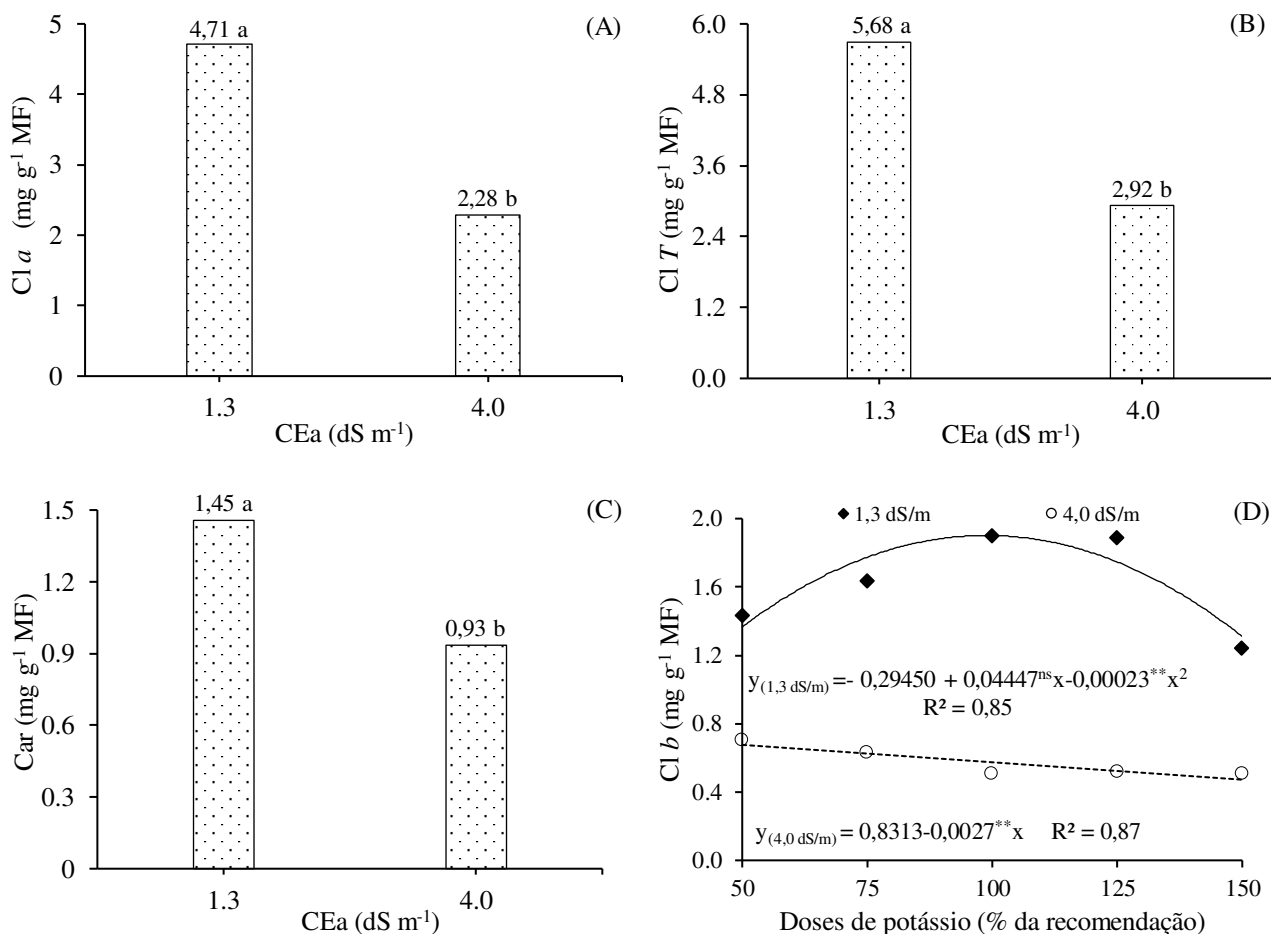 (A)
5
4
3
2
1
0
Cl a (mg g-1 MF)
4,71 a
2,28 b
1.3
4.0
CEa (dS m-1)
(B)
6.0
4.8
3.6
2.4
1.2
0.0
Cl T (mg g-1 MF)
5,68 a
2,92 b
1.3
4.0
CEa (dS m-1)
(C)
1.5
1.2
0.9
0.6
0.3
0
Car (mg g-1 MF)
1,45 a
0,93 b
1.3
4.0
CEa (dS m-1)
(D)
1,3 dS/m
4,0 dS/m
2.0
1.6
1.2
0.8
0.4
0.0
Cl b (mg g-1 MF)
y(1,3 dS/m) =- 0,29450 + 0,04447nsx-0,00023**x2
R² = 0,85
y(4,0 dS/m) = 0,8313-0,0027**x R² = 0,87
50
75
100
125
150
Doses de potássio (% da recomendação)